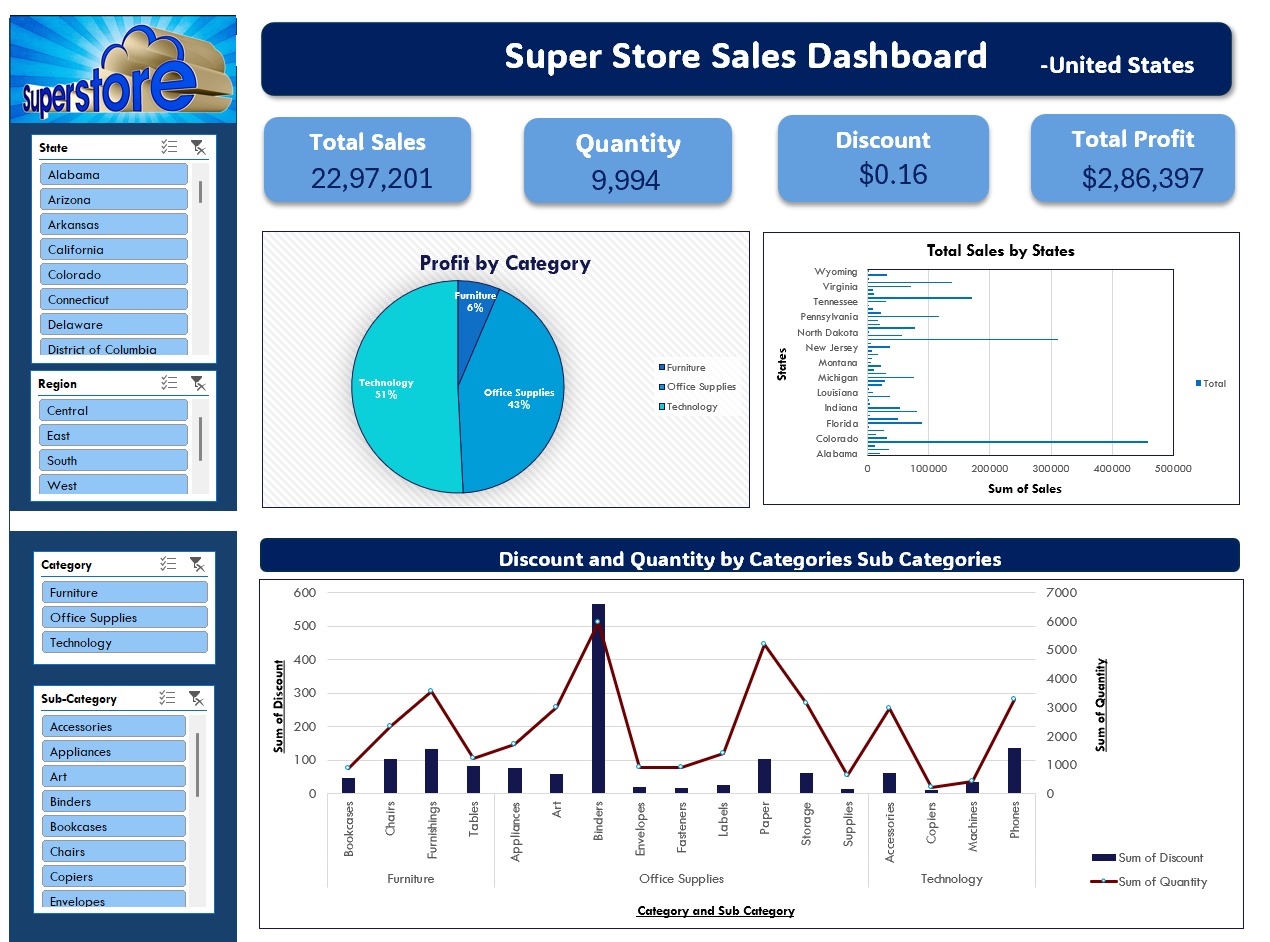 Superstore
Super Store Sales Dashboard
-United States
State
Alabama
Arizona
Arkansas
California
Colorado
Connecticut
Delaware
District of Columbia
Region
Central
East
South
West
Total Sales
22,97,201
Quantity
9,994
Discount
$0.16
Total Profit
$2,86,397
Profit by Category
Furniture
6%
Technology
51%
Office Supplies
43%
Furniture
Office Supplies
Technology
Total Sales by States
States
Wyoming
Virginia
Tennessee
Pennsylvania
North Dakota
New Jersey
Montana
Michigan
Louisiana
Indiana
Florida
Colorado
Alabama
0 100000 200000 300000 400000 500000
Sum of Sales
Total
Category
Furniture
Office Supplies
Technology
Sub-Category
Accessories
Appliances
Art
Binders
Bookcases
Chairs
Copiers
Envelopes
Discount and Quantity by Categories Sub Categories
Sum of Discount
600
500
400
300
200
100
0
7000
6000
5000
4000
3000
2000
1000
0
Sum of Quantity
Bookcases
Chairs
Furnishings
Tables
Appliances
Art
Binders
Envelopes
Fasteners
Labels
Paper
Storage
Supplies
Accessories
Copiers
Machines
Phones
Furniture
Office Supplies
Technology
Category and Sub Category
Sum of Discount
Sum of Quantity